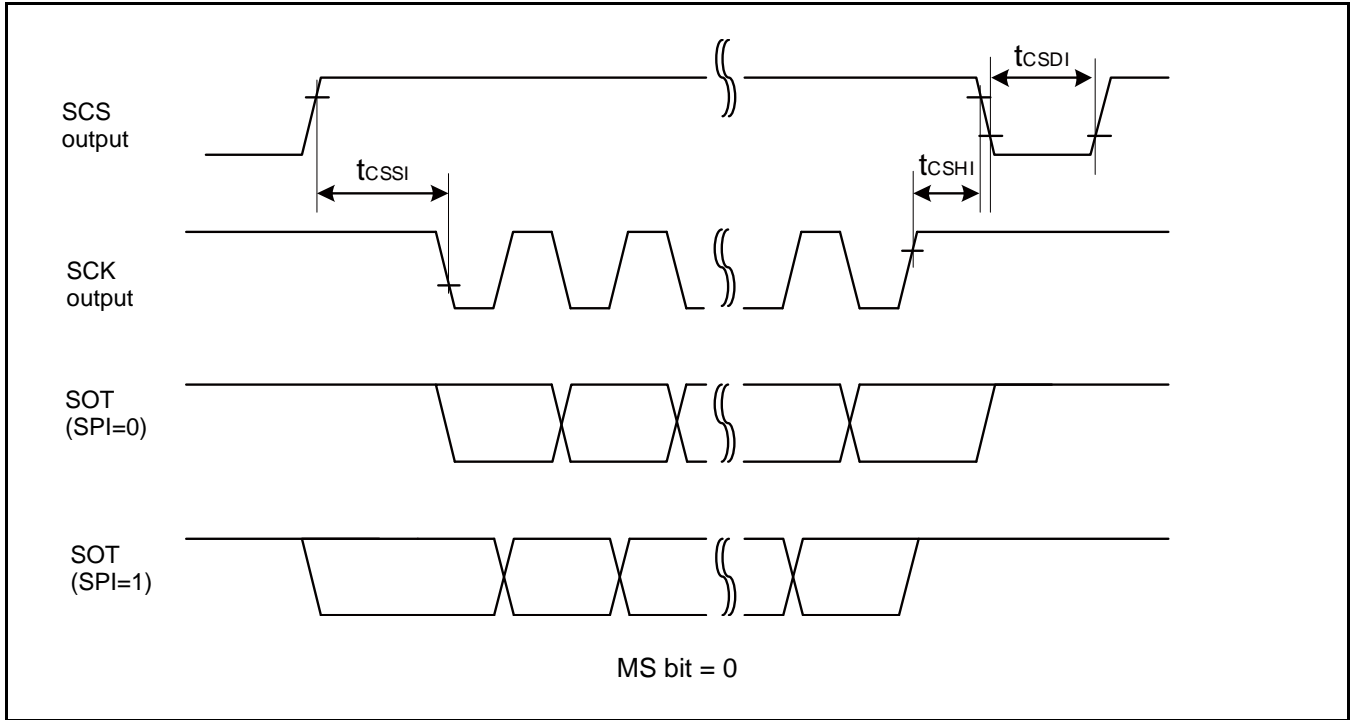 tCSDI
SCS
output
tCSSI
tCSHI
SCK
output
SOT
(SPI=0)
SOT
(SPI=1)
MS bit = 0